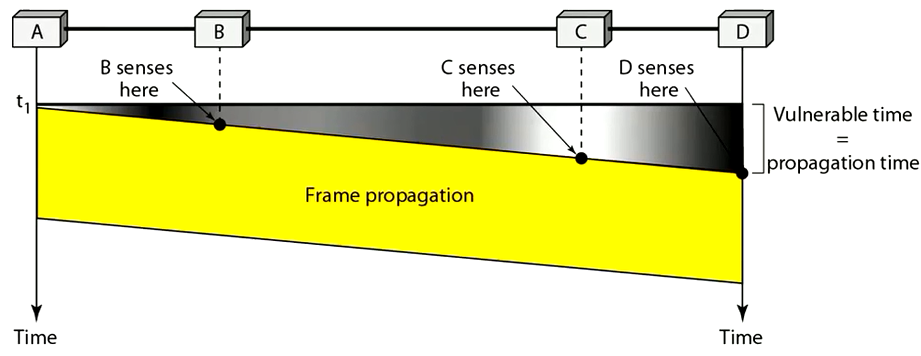 A
B
C
D
B senses
here
C senses
here
D senses
here
t1
Vulnerable time
=
propagation time
Frame propagation
Time
Time